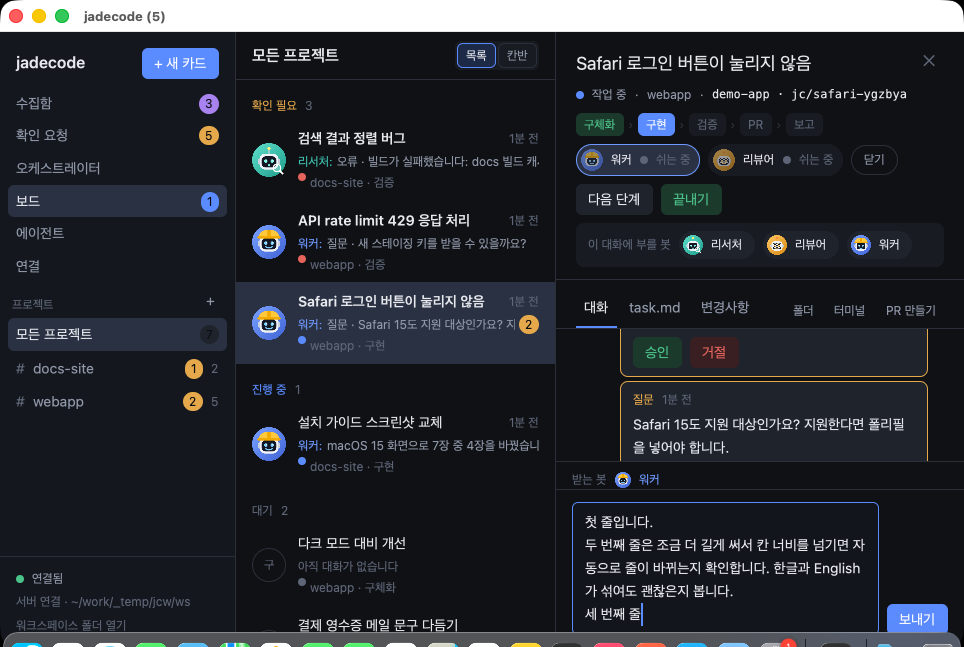 jadecode (5)
jadecode
+ 새 카드
수집함 3
확인 요청 5
오케스트레이터
보드 1
에이전트
연결
프로젝트 +
모든 프로젝트 7
# docs-site 1 2
# webapp 2 5
연결됨
서버 연결 · ~/work/_temp/jcw/ws
워크스페이스 폴더 열기
모든 프로젝트
목록 칸반
확인 필요 3
검색 결과 정렬 버그 1분 전
리서처: 오류 · 빌드가 실패했습니다: docs 빌드 캐
docs-site · 검증
API rate limit 429 응답 처리 1분 전
워커: 질문 · 새 스테이징 키를 받을 수 있을까요?
webapp · 검증
Safari 로그인 버튼이 눌리지 않음 1분 전
워커: 질문 · Safari 15도 지원 대상인가요? 지 2
webapp · 구현
진행 중 1
설치 가이드 스크린샷 교체 1분 전
워커: macOS 15 화면으로 7장 중 4장을 바꿨습니
docs-site · 구현
대기 2
구
다크 모드 대비 개선
아직 대화가 없습니다
webapp · 구체화
결제 영수증 메일 문구 다듬기
Safari 로그인 버튼이 눌리지 않음
작업 중 · webapp · demo-app · jc/safari-ygzbya
구체화 › 구현 › 검증 › PR › 보고
워커 쉬는 중 리뷰어 쉬는 중 닫기
다음 단계 끝내기
이 대화에 부를 봇 리서처 리뷰어 워커
대화 task.md 변경사항 폴더 터미널 PR 만들기
승인 거절
질문 1분 전
Safari 15도 지원 대상인가요? 지원한다면 폴리필
을 넣어야 합니다.
받는 봇 워커
첫 줄입니다.
두 번째 줄은 조금 더 길게 써서 칸 너비를 넘기면 자
동으로 줄이 바뀌는지 확인합니다. 한글과 English
가 섞여도 괜찮은지 봅니다.
세 번째 줄
보내기